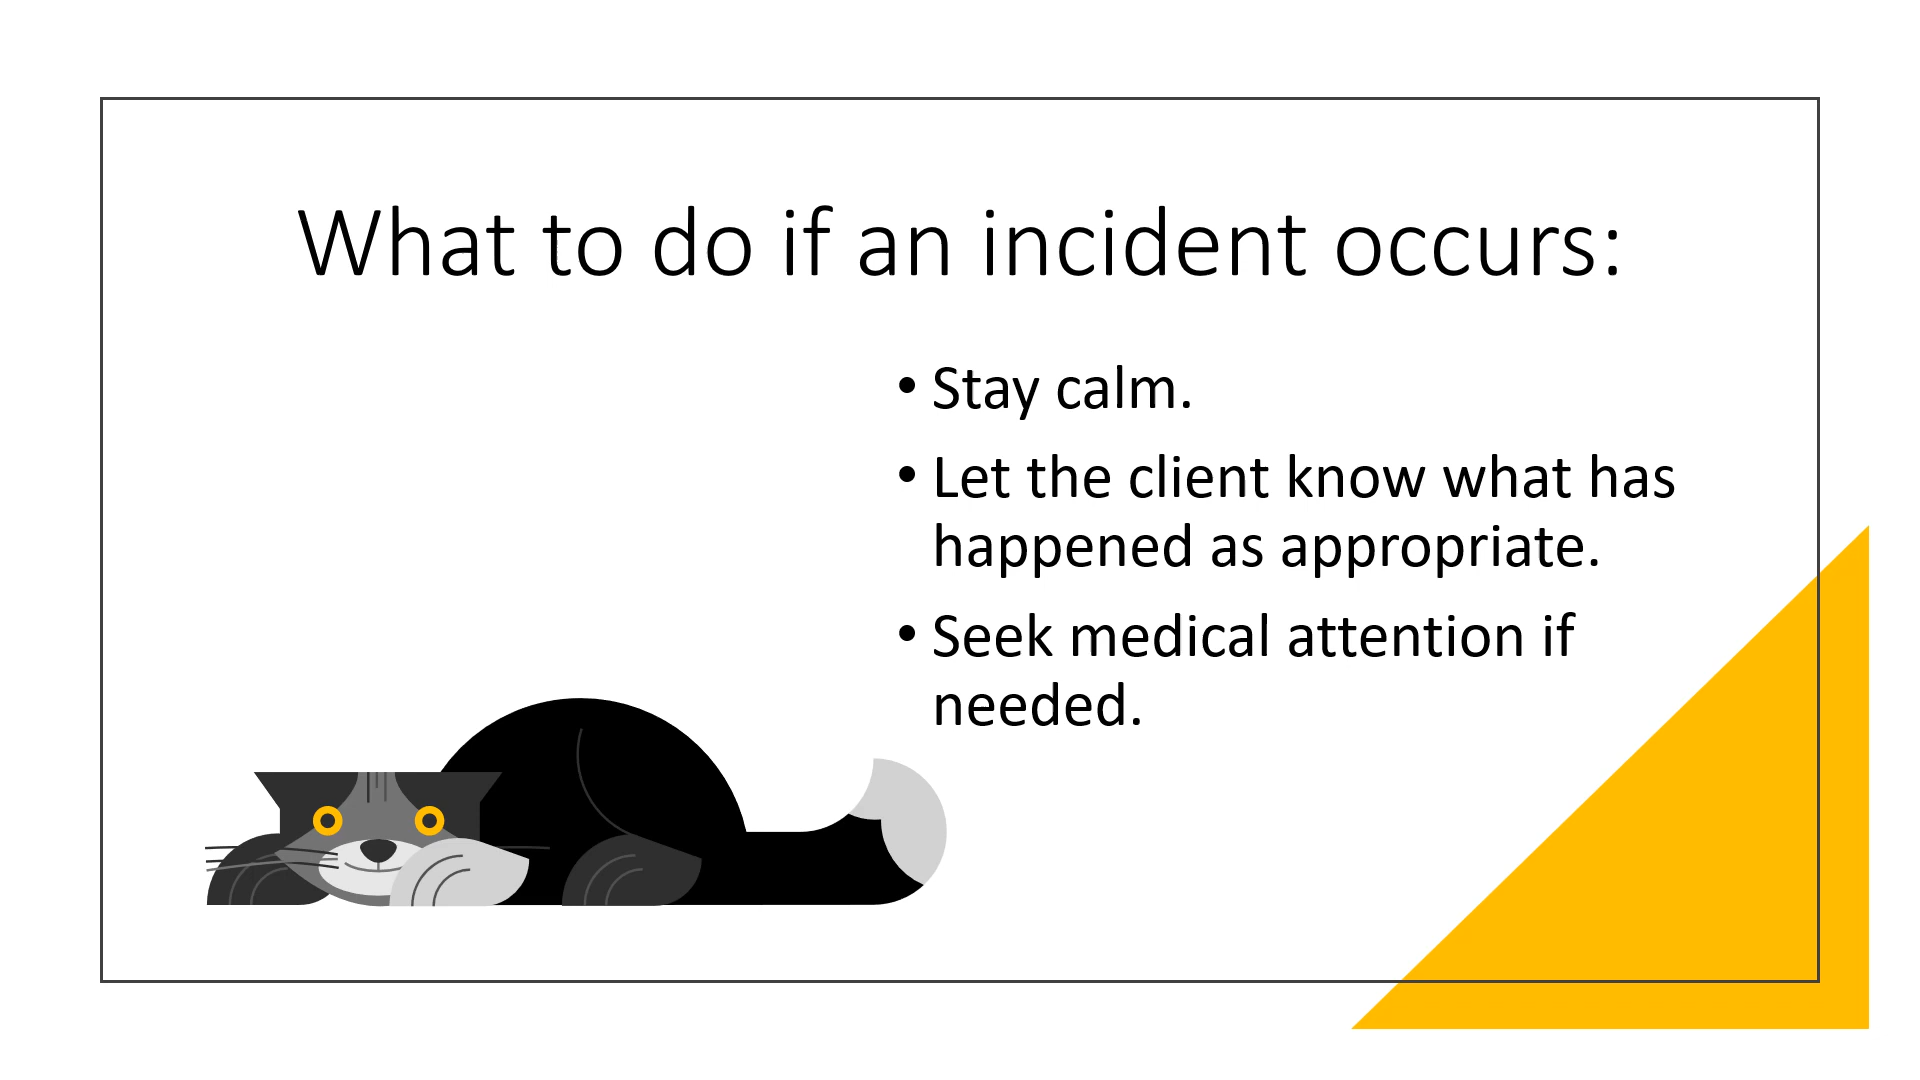 What to do if an incident occurs:
• Stay calm.
• Let the client know what has
happened as appropriate.
• Seek medical attention if
needed.